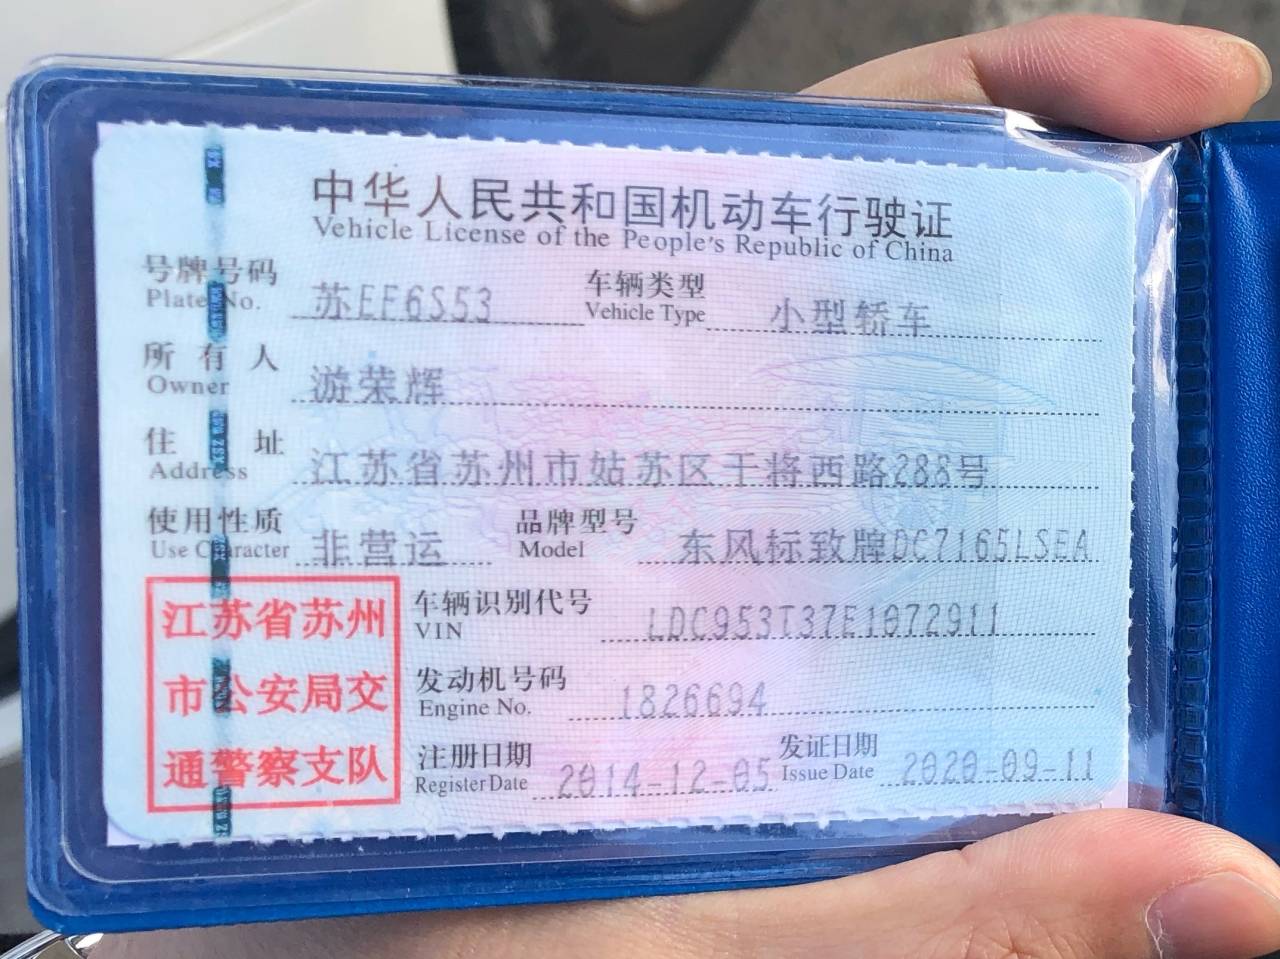 中华人民共和国机动车行驶证
Vehicle License of the People's Republic of China
号牌号码 苏EF6S53 车辆类型 小型轿车
Plate No. Vehicle Type
所有人 游荣辉
Owner
住址 江苏省苏州市姑苏区干将西路288号
Address
使用性质 非营运 品牌型号 东风标致牌DC7165LSEA
Use Character Model
江苏省苏州
市公安局交
通警察支队
车辆识别代号 LDC953T37E1072911
VIN
发动机号码 1826694
Engine No.
注册日期 2014-12-05 发证日期 2020-09-11
Register Date Issue Date